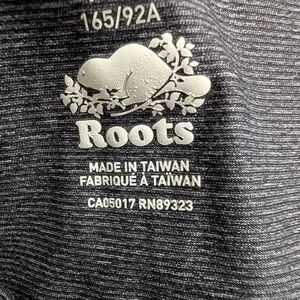 165/92A
Roots
MADE IN TAIWAN
FABRIQUÉ À TAÏWAN
CA05017 RN89323